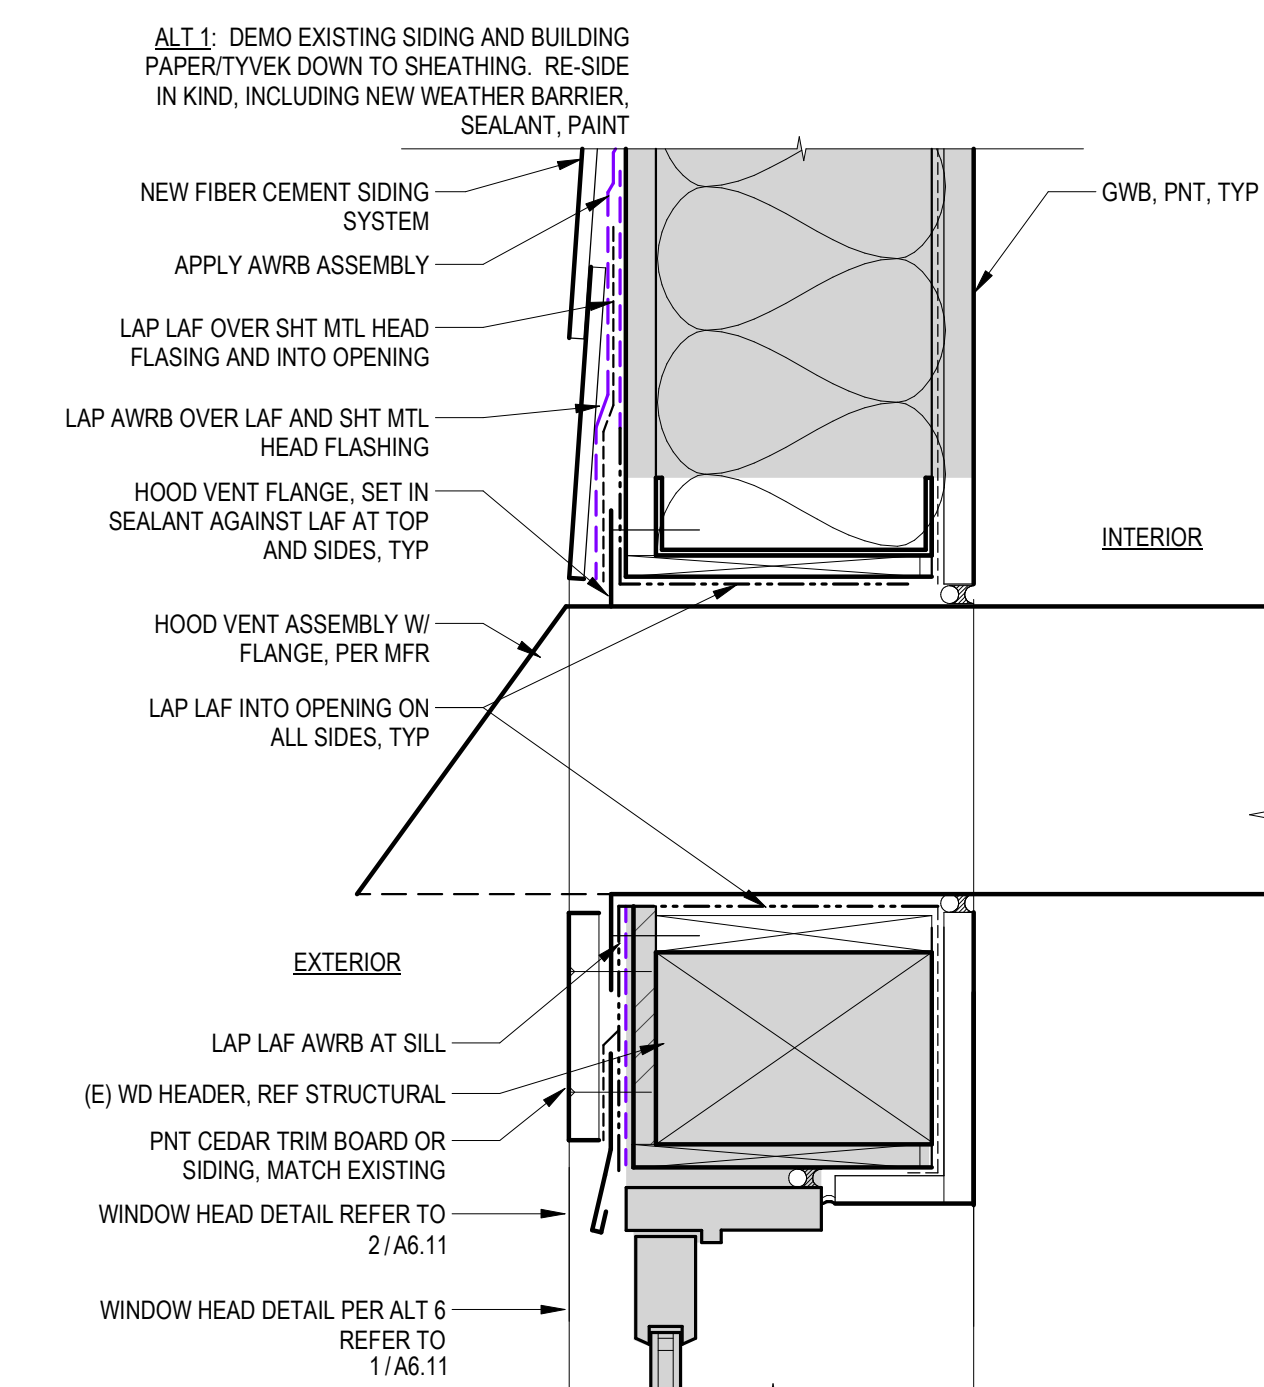 ALT 1: DEMO EXISTING SIDING AND BUILDING
PAPER/TYVEK DOWN TO SHEATHING. RE-SIDE
IN KIND, INCLUDING NEW WEATHER BARRIER,
SEALANT, PAINT
NEW FIBER CEMENT SIDING
SYSTEM
GWB, PNT, TYP
APPLY AWRB ASSEMBLY
LAP LAF OVER SHT MTL HEAD
FLASING AND INTO OPENING
LAP AWRB OVER LAF AND SHT MTL
HEAD FLASHING
HOOD VENT FLANGE, SET IN
SEALANT AGAINST LAF AT TOP
AND SIDES, TYP
INTERIOR
HOOD VENT ASSEMBLY W/
FLANGE, PER MFR
LAP LAF INTO OPENING ON
ALL SIDES, TYP
EXTERIOR
LAP LAF AWRB AT SILL
(E) WD HEADER, REF STRUCTURAL
PNT CEDAR TRIM BOARD OR
SIDING, MATCH EXISTING
WINDOW HEAD DETAIL REFER TO
2 / A6.11
WINDOW HEAD DETAIL PER ALT 6
REFER TO
1 / A6.11